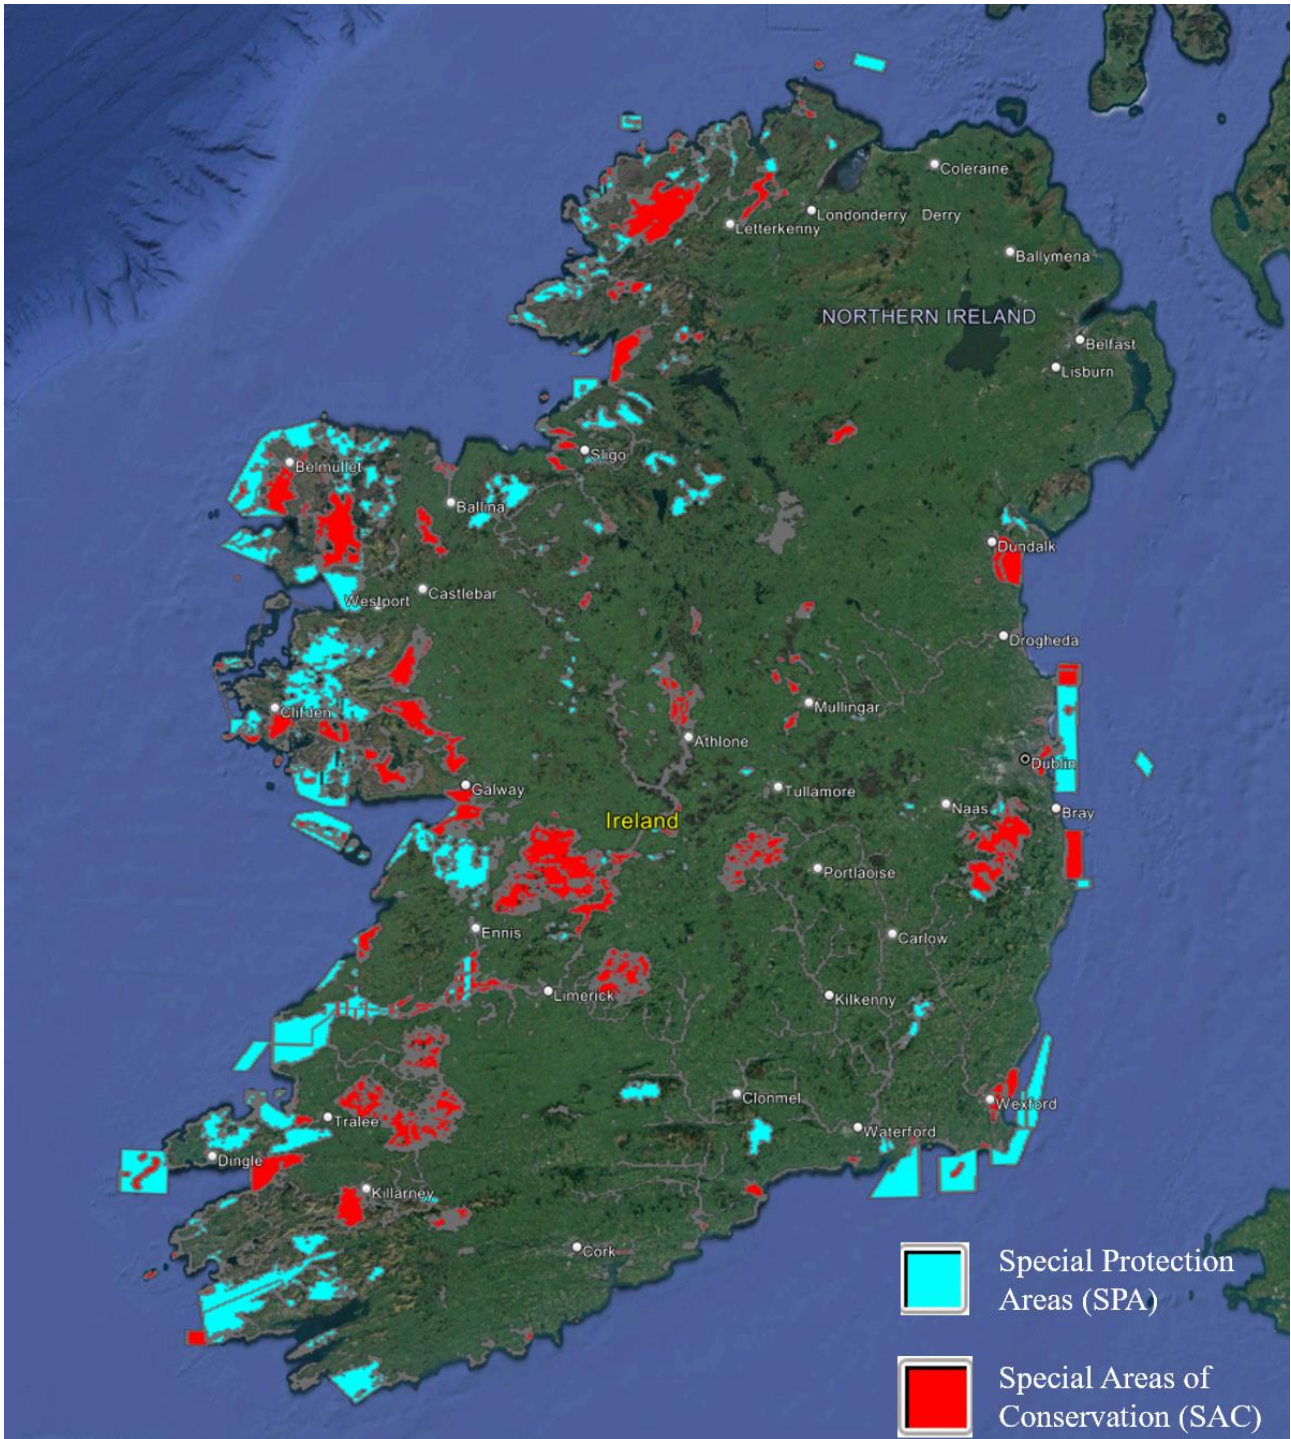 Coleraine
Londonderry Derry
Letterkenny
Ballymena
NORTHERN IRELAND
Belfast
Lisburn
Sligo
Belmullet
Ballina
Dundalk
Castlebar
Westport
Drogheda
Clifden
Mullingar
Athlone
Dublin
Galway
Tullamore
Naas
Bray
Ireland
Portlaoise
Ennis
Carlow
Limerick
Kilkenny
Clonmel
Wexford
Tralee
Waterford
Dingle
Killarney
Cork
Special Protection
Areas (SPA)
Special Areas of
Conservation (SAC)